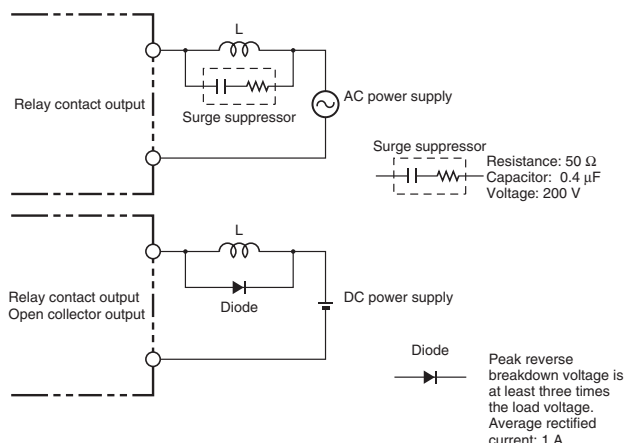 L
Relay contact output
Surge suppressor
AC power supply
Surge suppressor
Resistance: 50 Ω
Capacitor: 0.4 μF
Voltage: 200 V
L
Relay contact output
Open collector output
Diode
DC power supply
Diode
Peak reverse
breakdown voltage is
at least three times
the load voltage.
Average rectified
current: 1 A